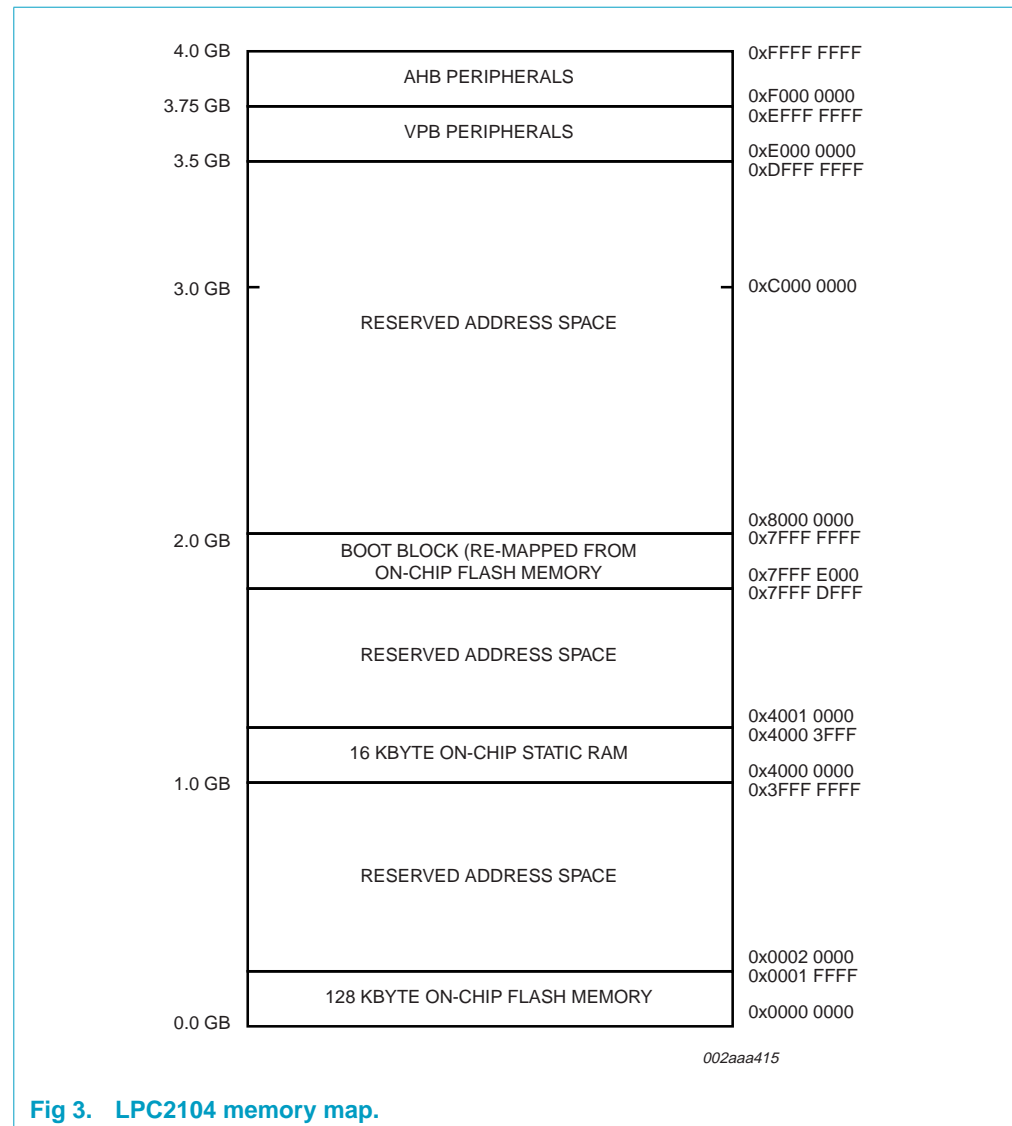 4.0 GB
0xFFFF FFFF
AHB PERIPHERALS
0xF000 0000
3.75 GB
0xEFFF FFFF
VPB PERIPHERALS
0xE000 0000
3.5 GB
0xDFFF FFFF
3.0 GB
0xC000 0000
RESERVED ADDRESS SPACE
0x8000 0000
2.0 GB
0x7FFF FFFF
BOOT BLOCK (RE-MAPPED FROM
ON-CHIP FLASH MEMORY
0x7FFF E000
0x7FFF DFFF
RESERVED ADDRESS SPACE
0x4001 0000
0x4000 3FFF
16 KBYTE ON-CHIP STATIC RAM
0x4000 0000
1.0 GB
0x3FFF FFFF
RESERVED ADDRESS SPACE
0x0002 0000
0x0001 FFFF
128 KBYTE ON-CHIP FLASH MEMORY
0x0000 0000
0.0 GB
002aaa415
Fig 3. LPC2104 memory map.